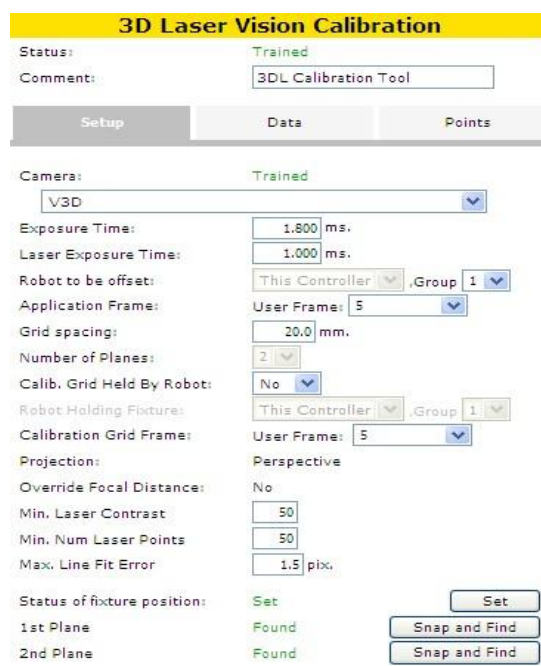 3D Laser Vision Calibration
Status: Trained
Comment: 3DL Calibration Tool
Setup Data Points
Camera: Trained
V3D
Exposure Time: 1.800 ms.
Laser Exposure Time: 1.000 ms.
Robot to be offset: This Controller ,Group 1
Application Frame: User Frame: 5
Grid spacing: 20.0 mm.
Number of Planes: 2
Calib. Grid Held By Robot: No
Robot Holding Fixture: This Controller ,Group 1
Calibration Grid Frame: User Frame: 5
Projection: Perspective
Override Focal Distance: No
Min. Laser Contrast 50
Min. Num Laser Points 50
Max. Line Fit Error 1.5 pix.
Status of fixture position: Set Set
1st Plane Found Snap and Find
2nd Plane Found Snap and Find